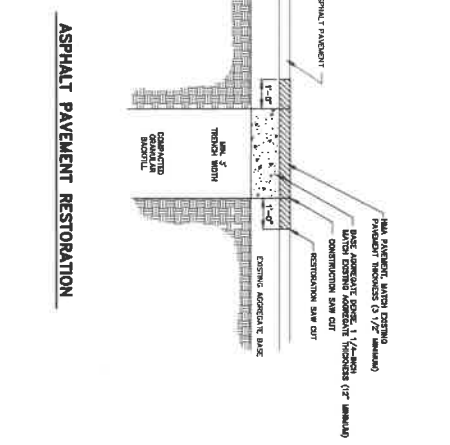 HMA PAVEMENT, MATCH EXISTING
PAVEMENT THICKNESS (3 1/2" MINIMUM)
BASE AGGREGATE DENSE, 1 1/4-INCH
MATCH EXISTING AGGREGATE THICKNESS (12" MINIMUM)
CONSTRUCTION SAW CUT
RESTORATION SAW CUT
ASPHALT PAVEMENT
1'-0"
1'-0"
EXISTING AGGREGATE BASE
MIN. 3'
TRENCH WIDTH
COMPACTED
GRANULAR
BACKFILL
ASPHALT PAVEMENT RESTORATION